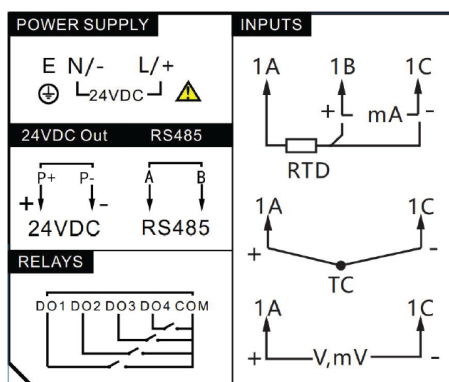 POWER SUPPLY
E N/- L/+
24VDC
24VDC Out RS485
P+ P- A B
+ - 
24VDC RS485
RELAYS
DO1 DO2 DO3 DO4 COM
INPUTS
1A 1B 1C
+ mA -
RTD
1A 1C
+ -
TC
1A 1C
+ V,mV -